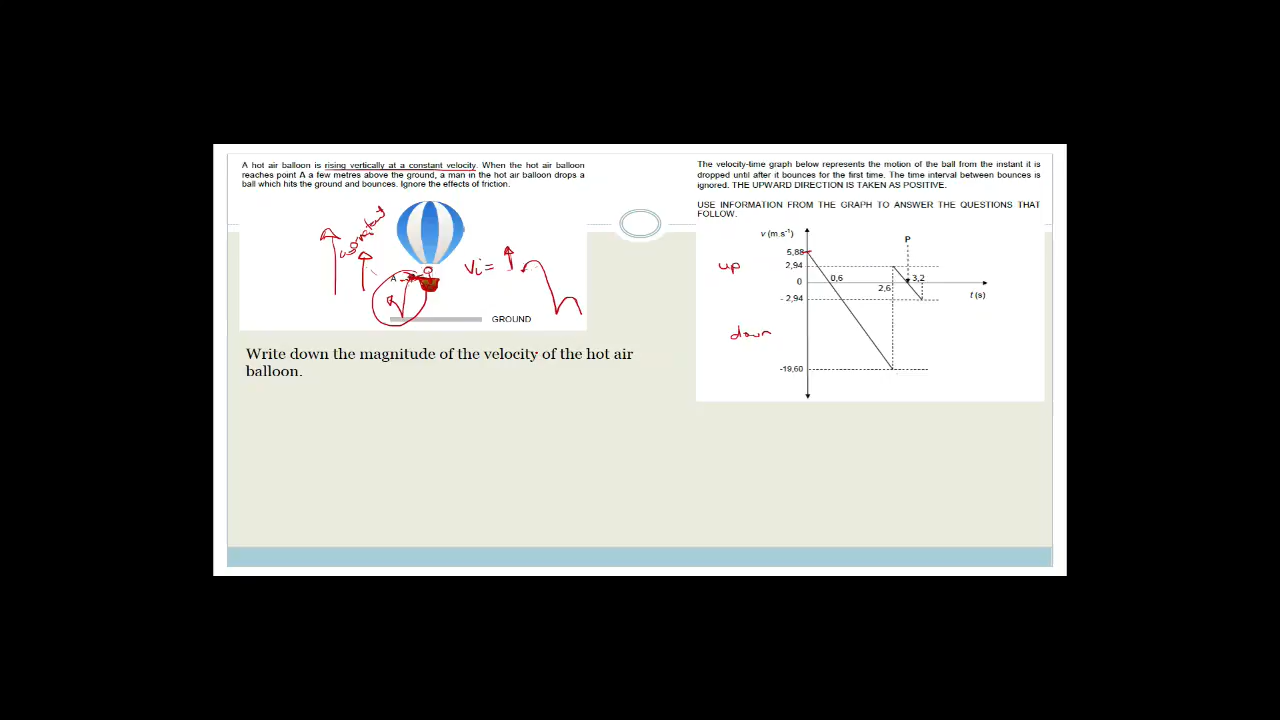 A hot air balloon is rising vertically at a constant velocity. When the hot air balloon
reaches point A a few metres above the ground, a man in the hot air balloon drops a
ball which hits the ground and bounces. Ignore the effects of friction.
constant
A
Vi =
GROUND
Write down the magnitude of the velocity of the hot air
balloon.
The velocity-time graph below represents the motion of the ball from the instant it is
dropped until after it bounces for the first time. The time interval between bounces is
ignored. THE UPWARD DIRECTION IS TAKEN AS POSITIVE.
USE INFORMATION FROM THE GRAPH TO ANSWER THE QUESTIONS THAT
FOLLOW.
v (m.s-1)
P
5,88
up
2,94
0
0,6
3,2
2,6
- 2,94
t (s)
down
-19,60